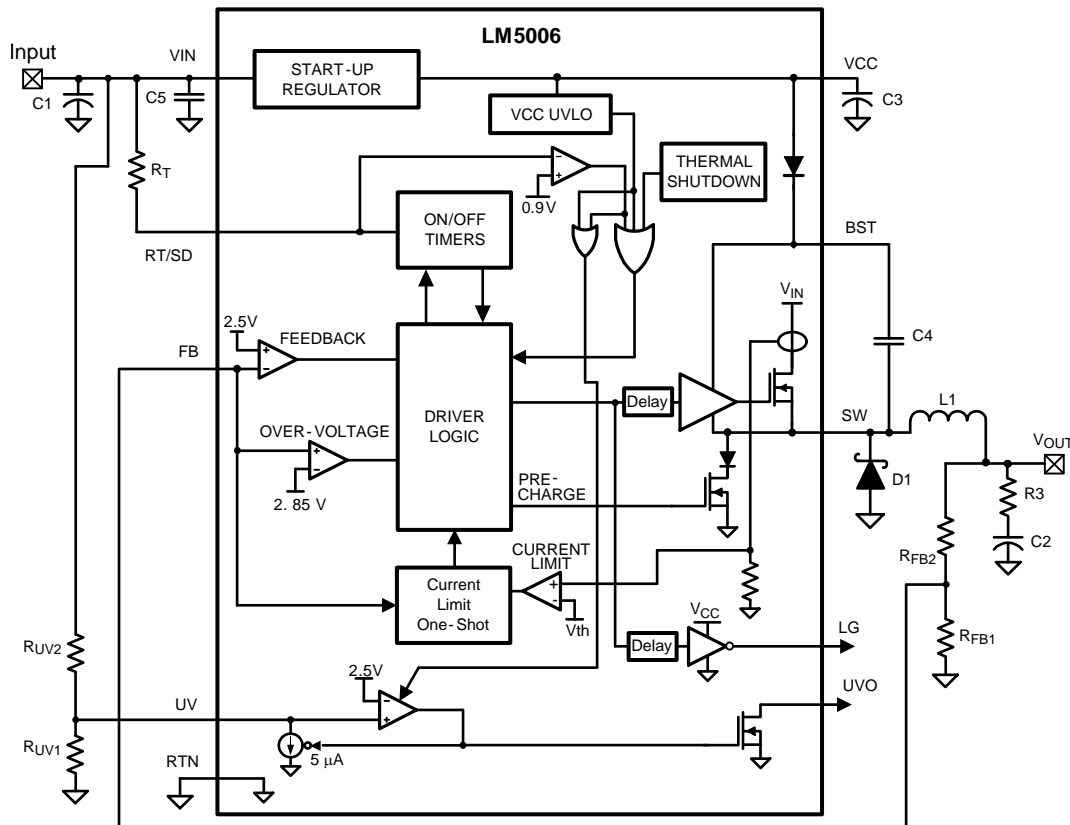 LM5006
Input
VIN
START-UP
REGULATOR
VCC
C1
C5
C3
VCC UVLO
THERMAL
SHUTDOWN
RT
0.9V
ON/OFF
TIMERS
RT/SD
BST
VIN
2.5V
FEEDBACK
FB
C4
DRIVER
LOGIC
Delay
L1
SW
OVER-VOLTAGE
VOUT
D1
R3
2. 85 V
PRE-
CHARGE
C2
RFB2
CURRENT
LIMIT
Current
Limit
One-Shot
Vth
VCC
LG
RFB1
Delay
RUV2
2.5V
UVO
UV
RUV1
5 µA
RTN